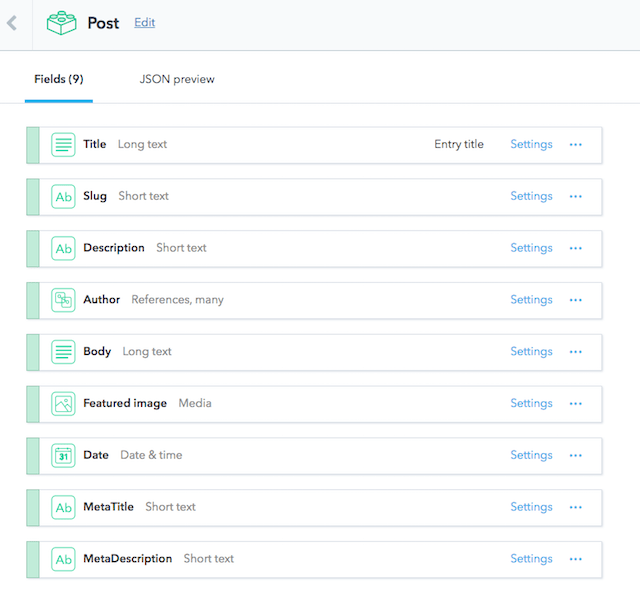 Post Edit
Fields (9) JSON preview
Title Long text Entry title Settings ...
Ab Slug Short text Settings ...
Ab Description Short text Settings ...
Author References, many Settings ...
Body Long text Settings ...
Featured image Media Settings ...
31 Date Date & time Settings ...
Ab MetaTitle Short text Settings ...
Ab MetaDescription Short text Settings ...